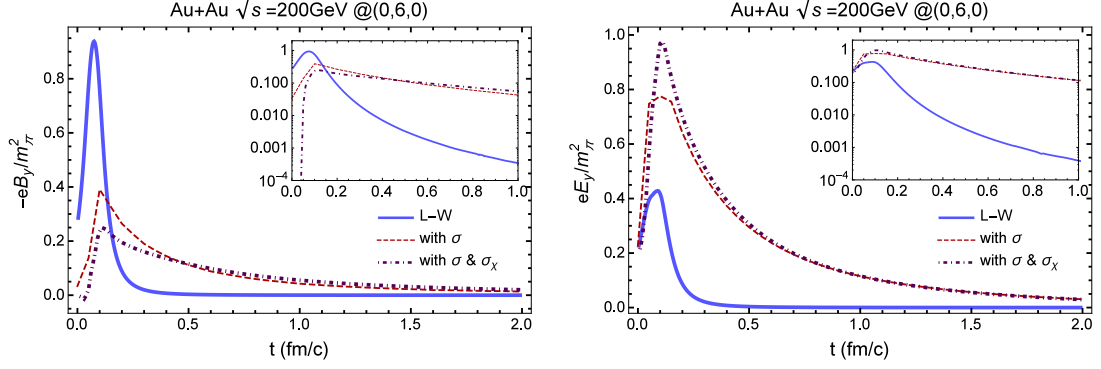 Au+Au √s =200GeV @(0,6,0)
−eB_y/m_π^2
0.8
0.6
0.4
0.2
0.0
0.0 0.5 1.0 1.5 2.0
t (fm/c)
1
0.100
0.010
0.001
10^−4
0.0 0.2 0.4 0.6 0.8 1.0
L−W
with σ
with σ & σ_χ
Au+Au √s =200GeV @(0,6,0)
eE_y/m_π^2
1.0
0.8
0.6
0.4
0.2
0.0
0.0 0.5 1.0 1.5 2.0
t (fm/c)
1
0.100
0.010
0.001
10^−4
0.0 0.2 0.4 0.6 0.8 1.0
L−W
with σ
with σ & σ_χ